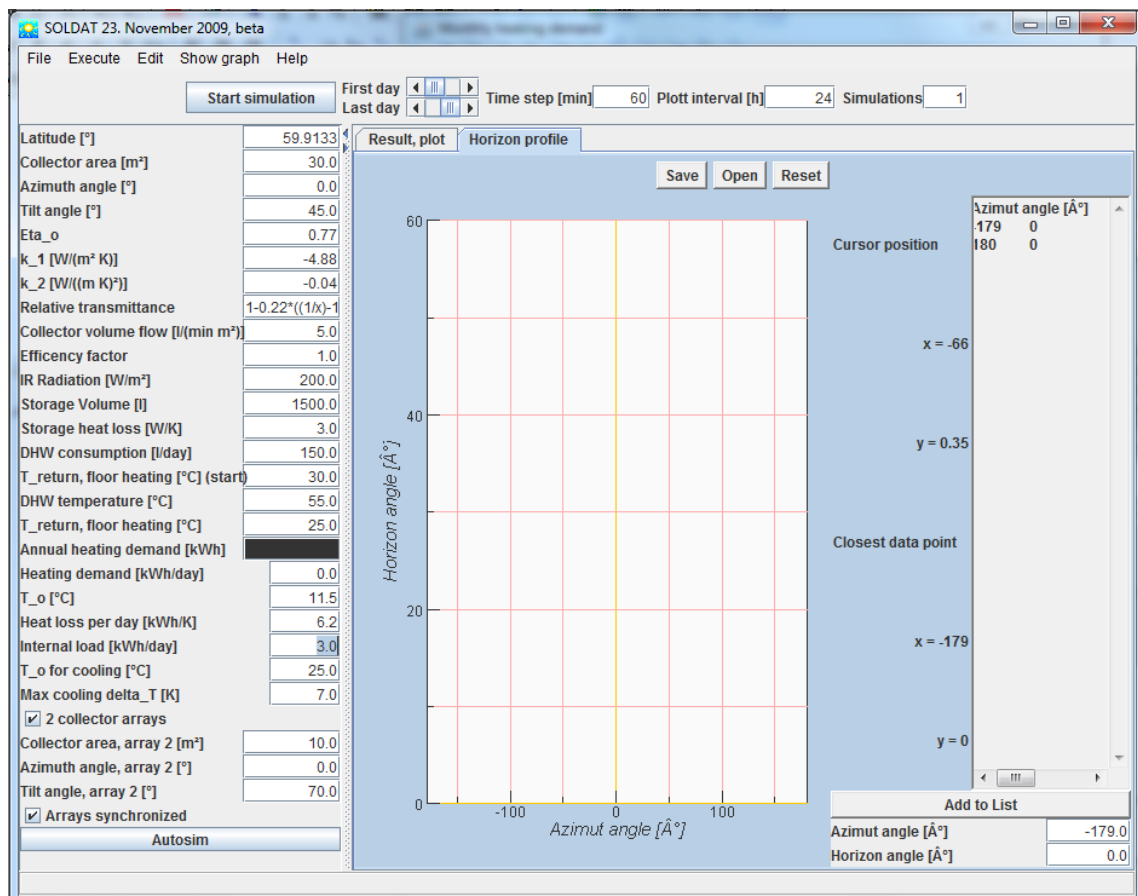 SOLDAT 23. November 2009, beta
File Execute Edit Show graph Help
Start simulation
First day
Last day
Time step [min] 60 Plott interval [h] 24 Simulations 1
Latitude [°] 59.9133
Collector area [m²] 30.0
Azimuth angle [°] 0.0
Tilt angle [°] 45.0
Eta_o 0.77
k_1 [W/(m² K)] -4.88
k_2 [W/((m K)²)] -0.04
Relative transmittance 1-0.22*((1/x)-1
Collector volume flow [l/(min m²)] 5.0
Efficency factor 1.0
IR Radiation [W/m²] 200.0
Storage Volume [l] 1500.0
Storage heat loss [W/K] 3.0
DHW consumption [l/day] 150.0
T_return, floor heating [°C] (start) 30.0
DHW temperature [°C] 55.0
T_return, floor heating [°C] 25.0
Annual heating demand [kWh]
Heating demand [kWh/day] 0.0
T_o [°C] 11.5
Heat loss per day [kWh/K] 6.2
Internal load [kWh/day] 3.0
T_o for cooling [°C] 25.0
Max cooling delta_T [K] 7.0
2 collector arrays
Collector area, array 2 [m²] 10.0
Azimuth angle, array 2 [°] 0.0
Tilt angle, array 2 [°] 70.0
Arrays synchronized
Autosim
Result, plot Horizon profile
Save Open Reset
60
40
20
0
Horizon angle [Â°]
-100 0 100
Azimut angle [Â°]
Cursor position
x = -66
y = 0.35
Closest data point
x = -179
y = 0
Azimut angle [Â°]
-179 0
180 0
Add to List
Azimut angle [Â°] -179.0
Horizon angle [Â°] 0.0